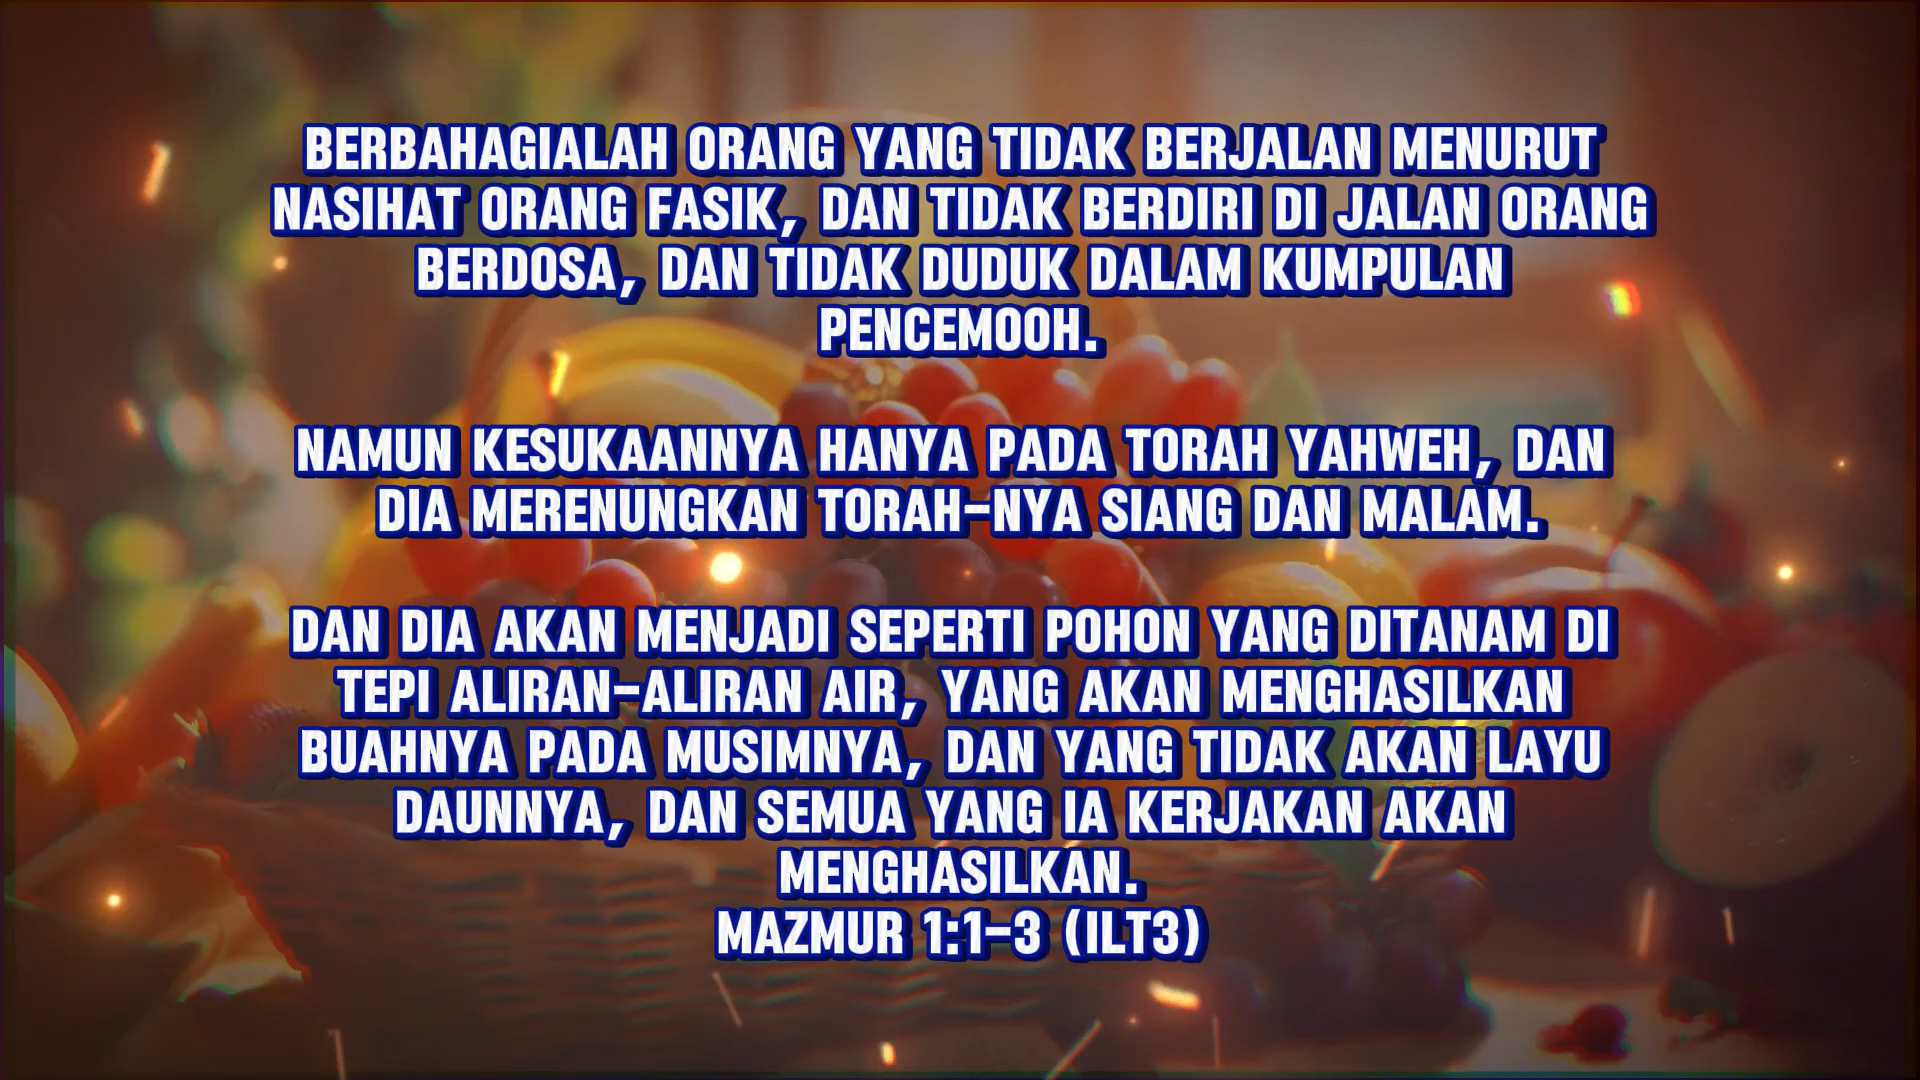 BERBAHAGIALAH ORANG YANG TIDAK BERJALAN MENURUT
NASIHAT ORANG FASIK, DAN TIDAK BERDIRI DI JALAN ORANG
BERDOSA, DAN TIDAK DUDUK DALAM KUMPULAN
PENCEMOOH.
NAMUN KESUKAANNYA HANYA PADA TORAH YAHWEH, DAN
DIA MERENUNGKAN TORAH-NYA SIANG DAN MALAM.
DAN DIA AKAN MENJADI SEPERTI POHON YANG DITANAM DI
TEPI ALIRAN-ALIRAN AIR, YANG AKAN MENGHASILKAN
BUAHNYA PADA MUSIMNYA, DAN YANG TIDAK AKAN LAYU
DAUNNYA, DAN SEMUA YANG IA KERJAKAN AKAN
MENGHASILKAN.
MAZMUR 1:1-3 (ILT3)